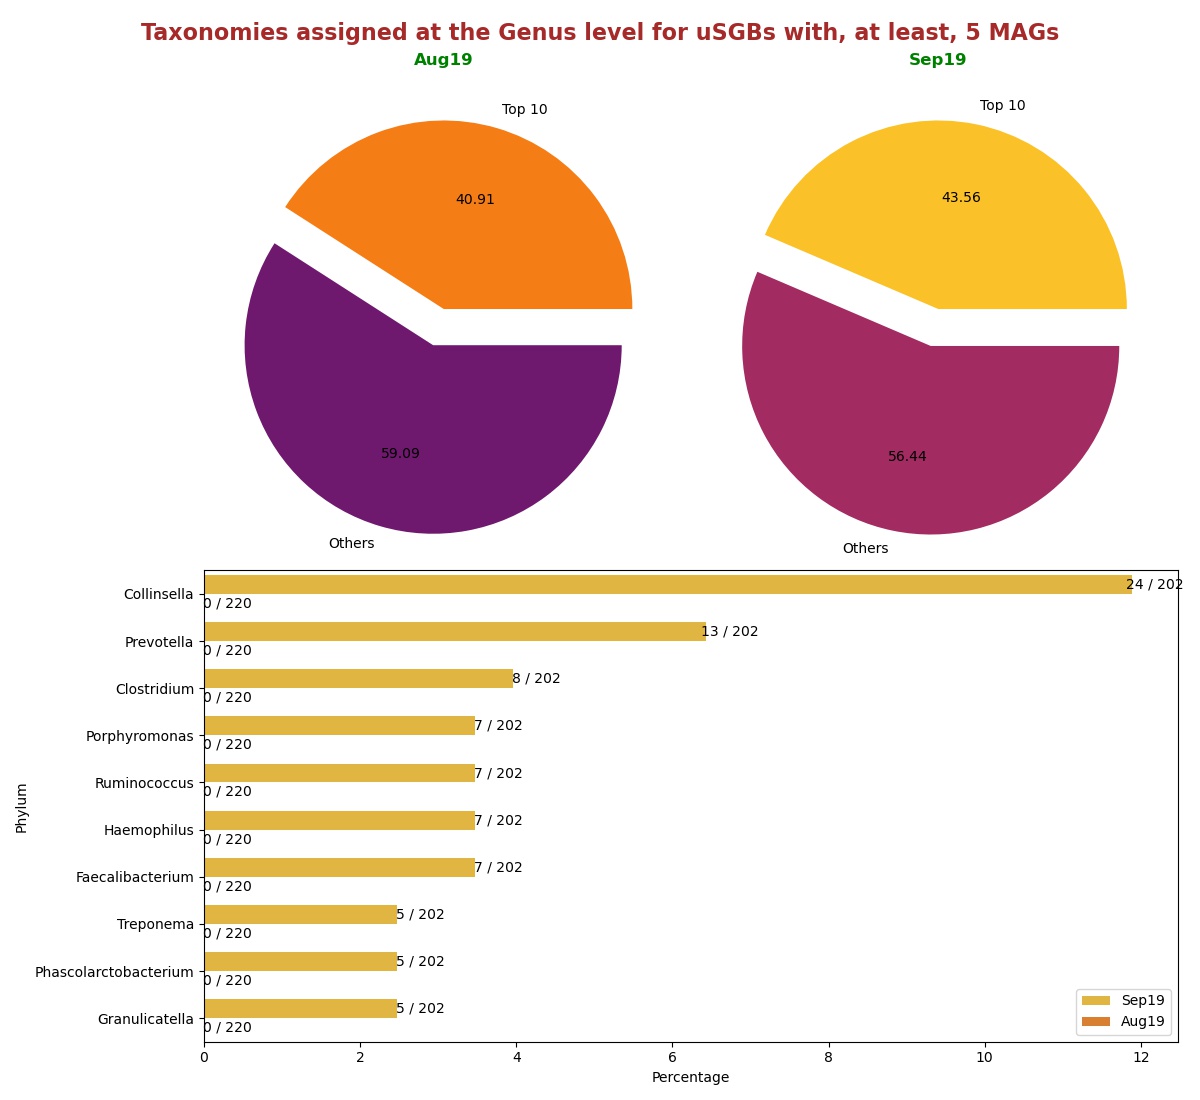 Taxonomies assigned at the Genus level for uSGBs with, at least, 5 MAGs
Aug19
Sep19
Top 10
40.91
59.09
Others
Top 10
43.56
56.44
Others
Phylum
Collinsella
24 / 202
0 / 220
Prevotella
13 / 202
0 / 220
Clostridium
8 / 202
0 / 220
Porphyromonas
7 / 202
0 / 220
Ruminococcus
7 / 202
0 / 220
Haemophilus
7 / 202
0 / 220
Faecalibacterium
7 / 202
0 / 220
Treponema
5 / 202
0 / 220
Phascolarctobacterium
5 / 202
0 / 220
Granulicatella
5 / 202
0 / 220
Sep19
Aug19
0 2 4 6 8 10 12
Percentage